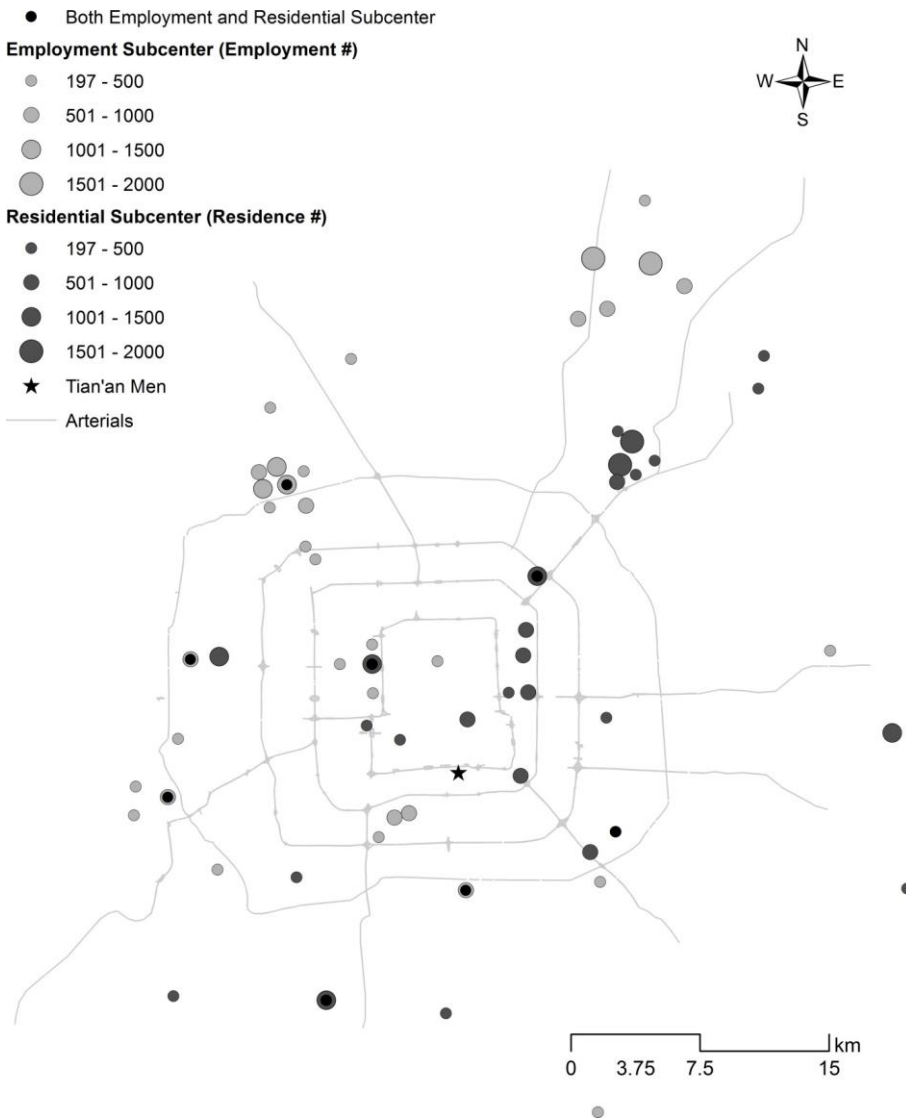 Both Employment and Residential Subcenter
Employment Subcenter (Employment #)
197 - 500
501 - 1000
1001 - 1500
1501 - 2000
Residential Subcenter (Residence #)
197 - 500
501 - 1000
1001 - 1500
1501 - 2000
Tian'an Men
Arterials
N
W E
S
km
0 3.75 7.5 15